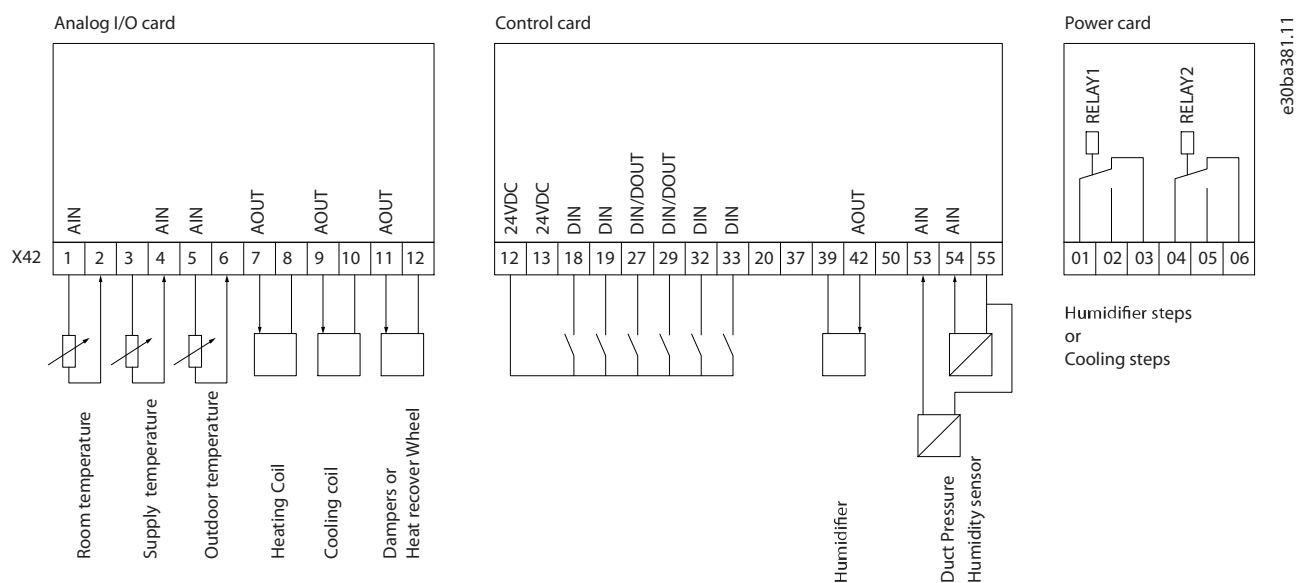 Analog I/O card
Control card
Power card
e30ba381.11
RELAY1
RELAY2
AIN
AIN
AIN
AOUT
AOUT
AOUT
24VDC
24VDC
DIN
DIN
DIN/DOUT
DIN/DOUT
DIN
DIN
AOUT
AIN
AIN
X42
1 2 3 4 5 6 7 8 9 10 11 12
12 13 18 19 27 29 32 33 20 37 39 42 50 53 54 55
01 02 03 04 05 06
Humidifier steps
or
Cooling steps
Room temperature
Supply temperature
Outdoor temperature
Heating Coil
Cooling coil
Dampers or
Heat recover Wheel
Humidifier
Duct Pressure
Humidity sensor